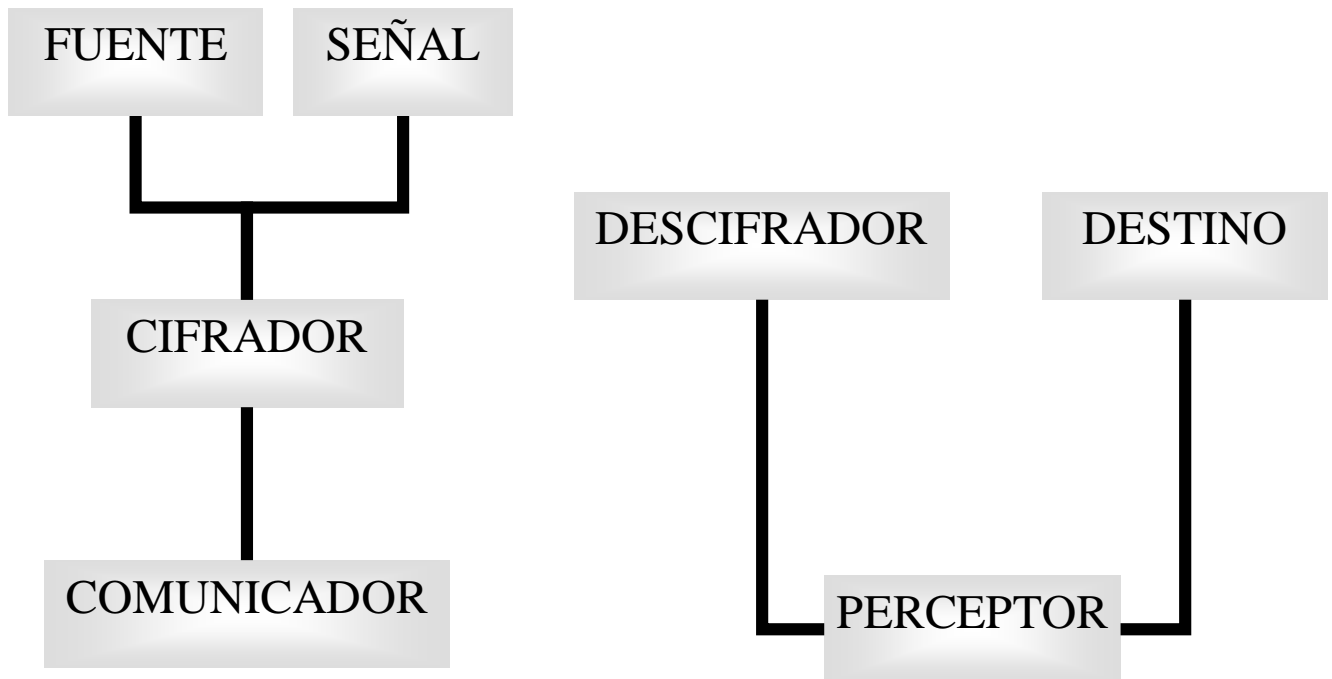 FUENTE
SEÑAL
DESCIFRADOR
DESTINO
CIFRADOR
COMUNICADOR
PERCEPTOR